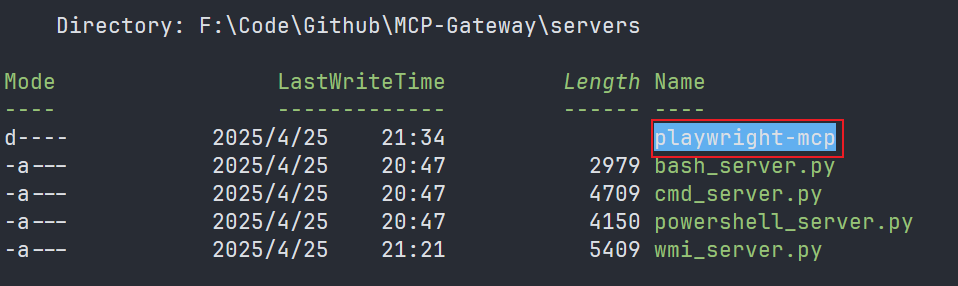 Directory: F:\Code\Github\MCP-Gateway\servers
Mode LastWriteTime Length Name
---- ------------- ------ ----
d---- 2025/4/25 21:34 playwright-mcp
-a--- 2025/4/25 20:47 2979 bash_server.py
-a--- 2025/4/25 20:47 4709 cmd_server.py
-a--- 2025/4/25 20:47 4150 powershell_server.py
-a--- 2025/4/25 21:21 5409 wmi_server.py